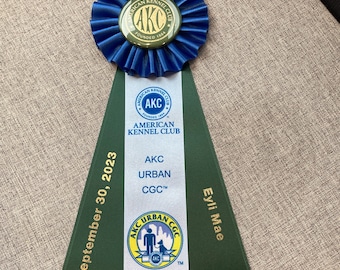 AMERICAN KENNEL CLUB
AKC
FOUNDED 1884
AMERICAN KENNEL CLUB
AKC
AMERICAN
KENNEL CLUB
AKC
URBAN
CGC™
September 30, 2023
Eyli Mae
AKC URBAN CGC
TM